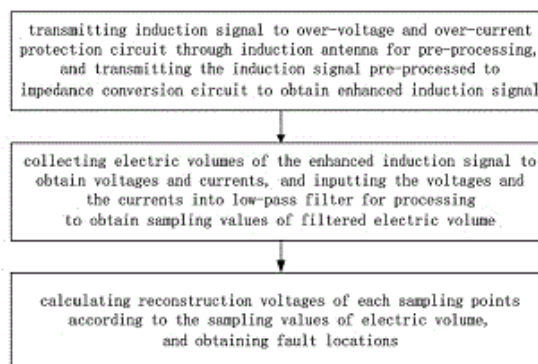 transmitting induction signal to over-voltage and over-current
protection circuit through induction antenna for pre-processing,
and transmitting the induction signal pre-processed to
impedance conversion circuit to obtain enhanced induction signal
collecting electric volumes of the enhanced induction signal to
obtain voltages and currents, and inputting the voltages and
the currents into low-pass filter for processing
to obtain sampling values of filtered electric volume
calculating reconstruction voltages of each sampling points
according to the sampling values of electric volume,
and obtaining fault locations